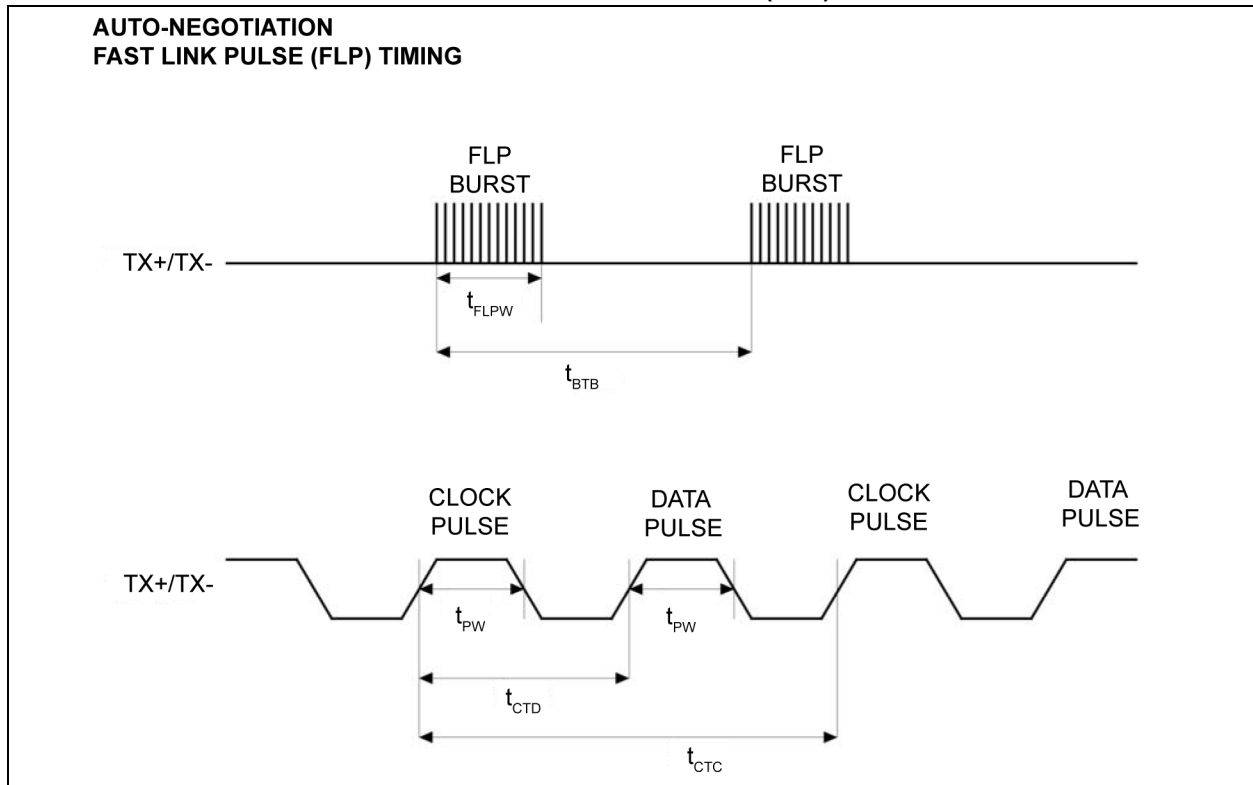 AUTO-NEGOTIATION
FAST LINK PULSE (FLP) TIMING
FLP
BURST
FLP
BURST
TX+/TX-
tFLPW
tBTB
CLOCK
PULSE
DATA
PULSE
CLOCK
PULSE
DATA
PULSE
TX+/TX-
tPW
tPW
tCTD
tCTC